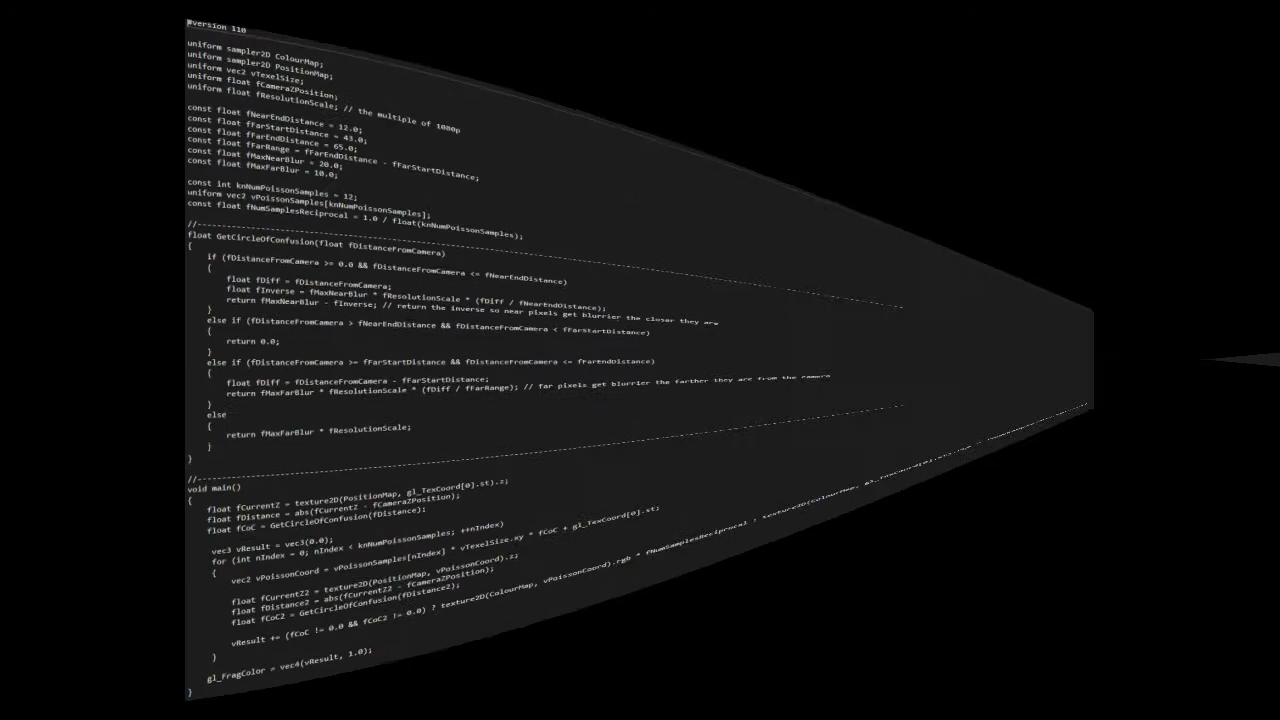 #version 110
uniform sampler2D ColourMap;
uniform sampler2D PositionMap;
uniform vec2 vTexelSize;
uniform float fCameraZPosition;
uniform float fResolutionScale; // the multiple of 1080p
const float fNearEndDistance = 12.0;
const float fFarStartDistance = 43.0;
const float fFarEndDistance = 65.0;
const float fFarRange = fFarEndDistance - fFarStartDistance;
const float fMaxNearBlur = 20.0;
const float fMaxFarBlur = 10.0;
const int knNumPoissonSamples = 12;
uniform vec2 vPoissonSamples[knNumPoissonSamples];
const float fNumSamplesReciprocal = 1.0 / float(knNumPoissonSamples);
//----------------------------------------------------------------
float GetCircleOfConfusion(float fDistanceFromCamera)
{
if (fDistanceFromCamera >= 0.0 && fDistanceFromCamera <= fNearEndDistance)
{
float fDiff = fDistanceFromCamera;
float fInverse = fMaxNearBlur * fResolutionScale * (fDiff / fNearEndDistance);
return fMaxNearBlur - fInverse; // return the inverse so near pixels get blurrier the closer they are
}
else if (fDistanceFromCamera > fNearEndDistance && fDistanceFromCamera < fFarStartDistance)
{
return 0.0;
}
else if (fDistanceFromCamera >= fFarStartDistance && fDistanceFromCamera <= fFarEndDistance)
{
float fDiff = fDistanceFromCamera - fFarStartDistance;
return fMaxFarBlur * fResolutionScale * (fDiff / fFarRange); // far pixels get blurrier the farther they are from the camera
}
else
{
return fMaxFarBlur * fResolutionScale;
}
}
//----------------------------------------------------------------
void main()
{
float fCurrentZ = texture2D(PositionMap, gl_TexCoord[0].st).z;
float fDistance = abs(fCurrentZ - fCameraZPosition);
float fCoC = GetCircleOfConfusion(fDistance);
vec3 vResult = vec3(0.0);
for (int nIndex = 0; nIndex < knNumPoissonSamples; ++nIndex)
{
vec2 vPoissonCoord = vPoissonSamples[nIndex] * vTexelSize.xy * fCoC + gl_TexCoord[0].st;
float fCurrentZ2 = texture2D(PositionMap, vPoissonCoord).z;
float fDistance2 = abs(fCurrentZ2 - fCameraZPosition);
float fCoC2 = GetCircleOfConfusion(fDistance2);
vResult += (fCoC != 0.0 && fCoC2 != 0.0) ? texture2D(ColourMap, vPoissonCoord).rgb * fNumSamplesReciprocal : texture2D(ColourMap, gl_TexCoord[0].st).rgb
}
gl_FragColor = vec4(vResult, 1.0);
}